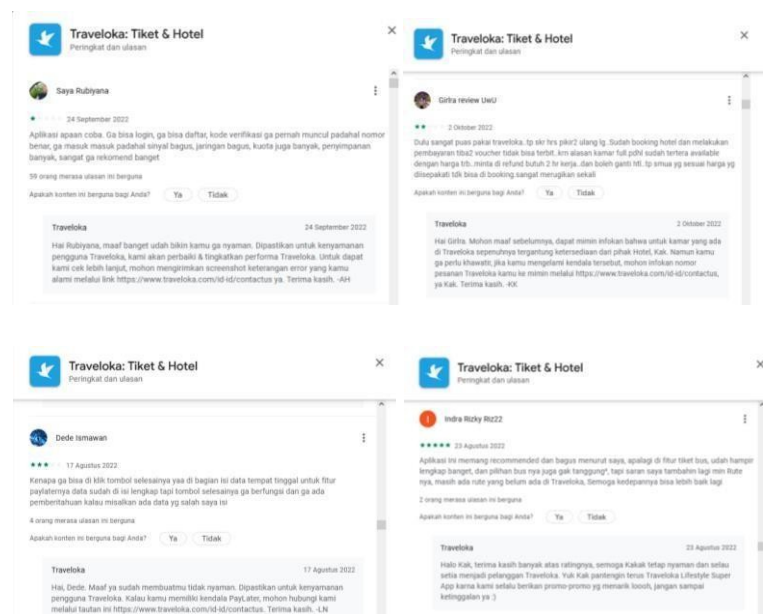 Traveloka: Tiket & Hotel
Peringkat dan ulasan
Saya Rubiyana
24 September 2022
Aplikasi apaan coba. Ga bisa login, ga bisa daftar, kode verifikasi ga pernah muncul padahal nomor
benar, ga masuk masuk padahal sinyal bagus, jaringan bagus, kuota juga banyak, penyimpanan
banyak, sangat ga rekomend banget
59 orang merasa ulasan ini berguna
Apakah konten ini berguna bagi Anda? Ya Tidak
Traveloka 24 September 2022
Hai Rubiyana, maaf banget udah bikin kamu ga nyaman. Dipastikan untuk kenyamanan
pengguna Traveloka, kami akan perbaiki & tingkatkan performa Traveloka. Untuk dapat
kami cek lebih lanjut, mohon mengirimkan screenshot keterangan error yang kamu
alami melalui link https://www.traveloka.com/id-id/contactus ya. Terima kasih. -AH
Traveloka: Tiket & Hotel
Peringkat dan ulasan
Girlra review UwU
2 Oktober 2022
Dulu sangat puas pakai traveloka..tp skr hrs pikir2 ulang lg..Sudah booking hotel dan melakukan
pembayaran tiba2 voucher tidak bisa terbit..krn alasan kamar full pdhl sudah tertera available
dengan harga trb..minta di refund butuh 2 hr kerja..dan boleh ganti htl..tp smua yg sesuai harga yg
diisepakati tdk bisa di booking.sangat merugikan sekali
Apakah konten ini berguna bagi Anda? Ya Tidak
Traveloka 2 Oktober 2022
Hai Girlra. Mohon maaf sebelumnya, dapat mimin infokan bahwa untuk kamar yang ada
di Traveloka sepenuhnya tergantung ketersediaan dari pihak Hotel, Kak. Namun kamu
ga perlu khawatir, jika kamu mengalami kendala tersebut, mohon infokan nomor
pesanan Traveloka kamu ke mimin melalui https://www.traveloka.com/id-id/contactus,
ya Kak. Terima kasih. -KK
Traveloka: Tiket & Hotel
Peringkat dan ulasan
Dede Ismawan
17 Agustus 2022
Kenapa ga bisa di klik tombol selesainya yaa di bagian isi data tempat tinggal untuk fitur
paylaternya data sudah di isi lengkap tapi tombol selesainya ga berfungsi dan ga ada
pemberitahuan kalau misalkan ada data yg salah saya isi
4 orang merasa ulasan ini berguna
Apakah konten ini berguna bagi Anda? Ya Tidak
Traveloka 17 Agustus 2022
Hai, Dede. Maaf ya sudah membuatmu tidak nyaman. Dipastikan untuk kenyamanan
pengguna Traveloka. Kalau kamu memiliki kendala PayLater, mohon hubungi kami
melalui tautan ini https://www.traveloka.com/id-id/contactus. Terima kasih. -LN
Traveloka: Tiket & Hotel
Peringkat dan ulasan
I Indra Rizky Riz22
23 Agustus 2022
Aplikasi ini memang recommended dan bagus menurut saya, apalagi di fitur tiket bus, udah hampir
lengkap banget, dan pilihan bus nya juga gak tanggung², tapi saran saya tambahin lagi min Rute
nya, masih ada rute yang belum ada di Traveloka, Semoga kedepannya bisa lebih baik lagi
2 orang merasa ulasan ini berguna
Apakah konten ini berguna bagi Anda? Ya Tidak
Traveloka 23 Agustus 2022
Halo Kak, terima kasih banyak atas ratingnya, semoga Kakak tetap nyaman dan selau
setia menjadi pelanggan Traveloka. Yuk Kak pantengin terus Traveloka Lifestyle Super
App karna kami selalu berikan promo-promo yang menarik loooh, jangan sampai
ketinggalan ya :)